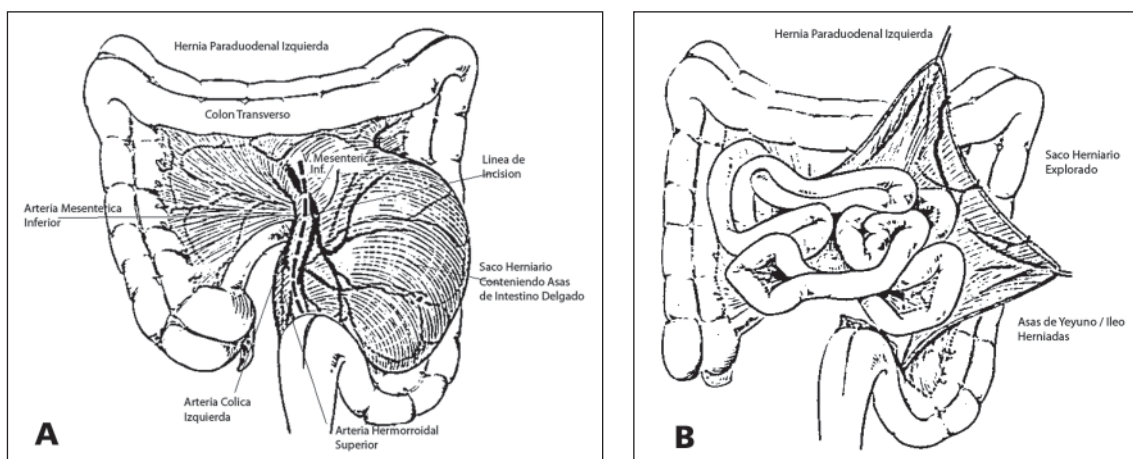 Hernia Paraduodenal Izquierda
Colon Transverso
V. Mesenterica
Inf.
Linea de
Incision
Arteria Mesenterica
Inferior
Saco Herniario
Conteniendo Asas
de Intestino Delgado
Arteria Colica
Izquierda
Arteria Hermorroidal
Superior
A
Hernia Paraduodenal Izquierda
Saco Herniario
Explorado
Asas de Yeyuno / Ileo
Herniadas
B